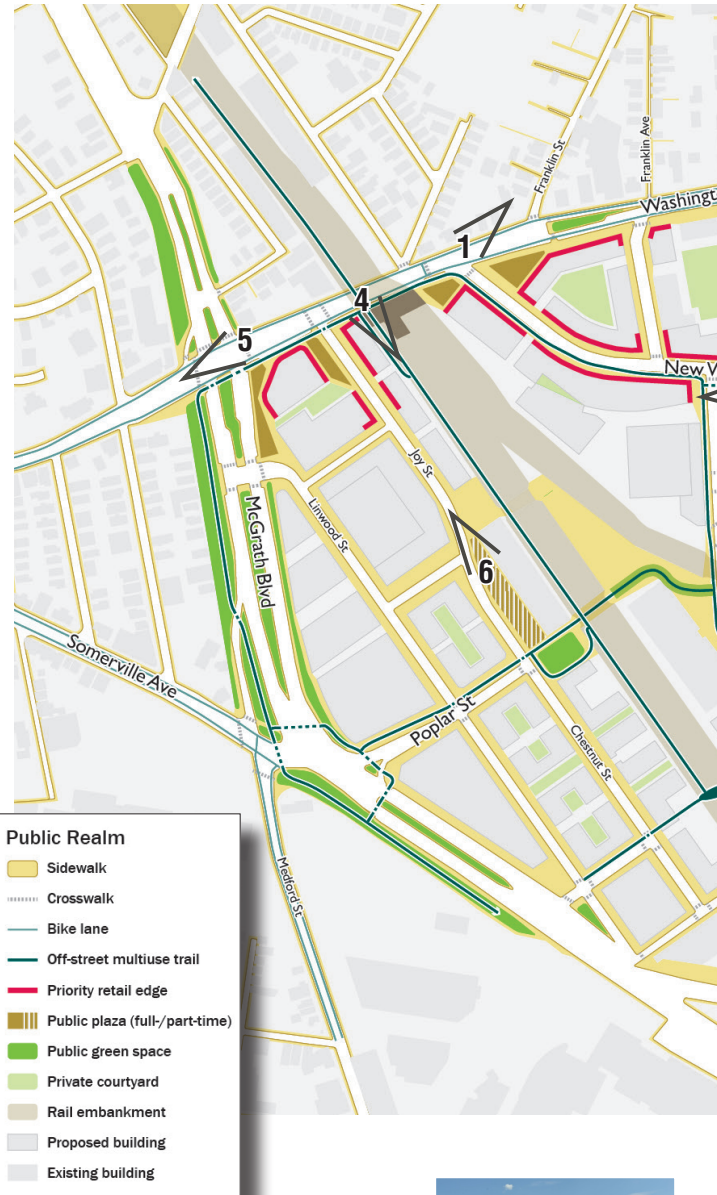 Franklin St
Franklin Ave
Washingt
1
4
5
New W
Joy St
Linwood St
McGrath Blvd
6
Somerville Ave
Poplar St
Chestnut St
Medford St
Public Realm
Sidewalk
Crosswalk
Bike lane
Off-street multiuse trail
Priority retail edge
Public plaza (full-/part-time)
Public green space
Private courtyard
Rail embankment
Proposed building
Existing building